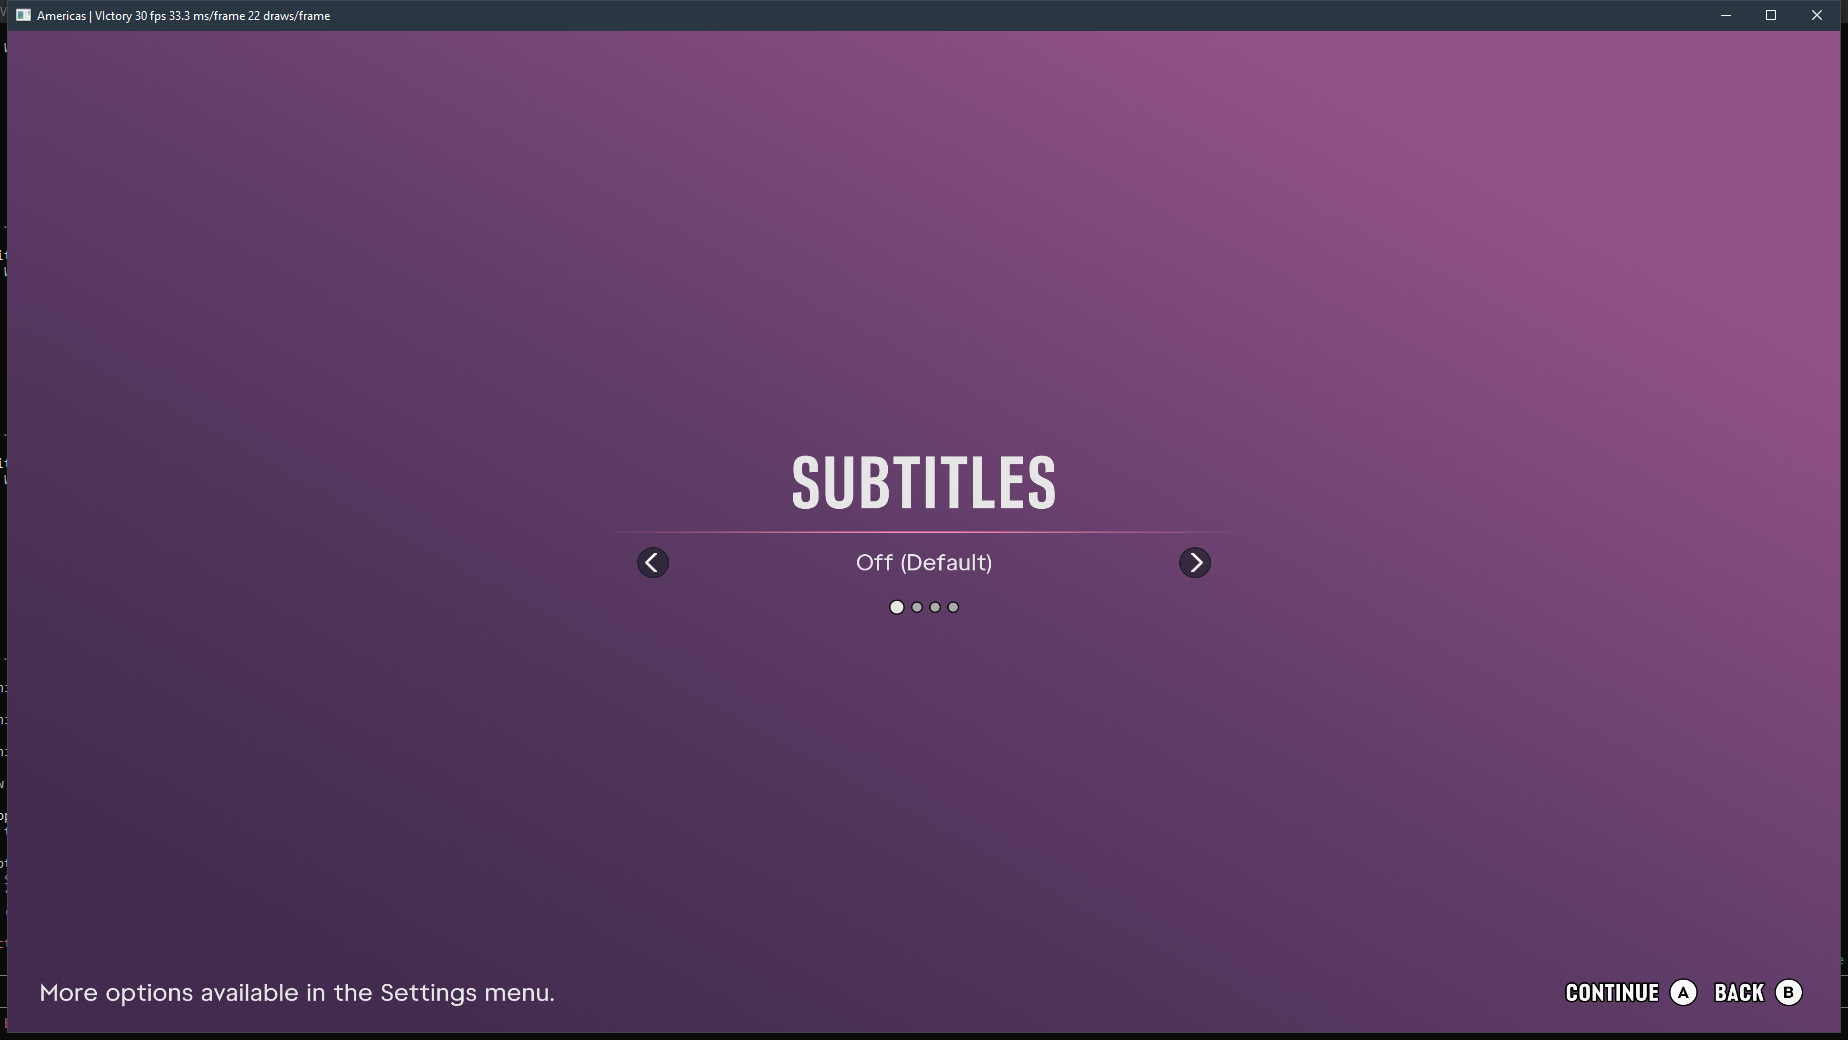 Americas | VIctory 30 fps 33.3 ms/frame 22 draws/frame
SUBTITLES
Off (Default)
More options available in the Settings menu.
CONTINUE A BACK B